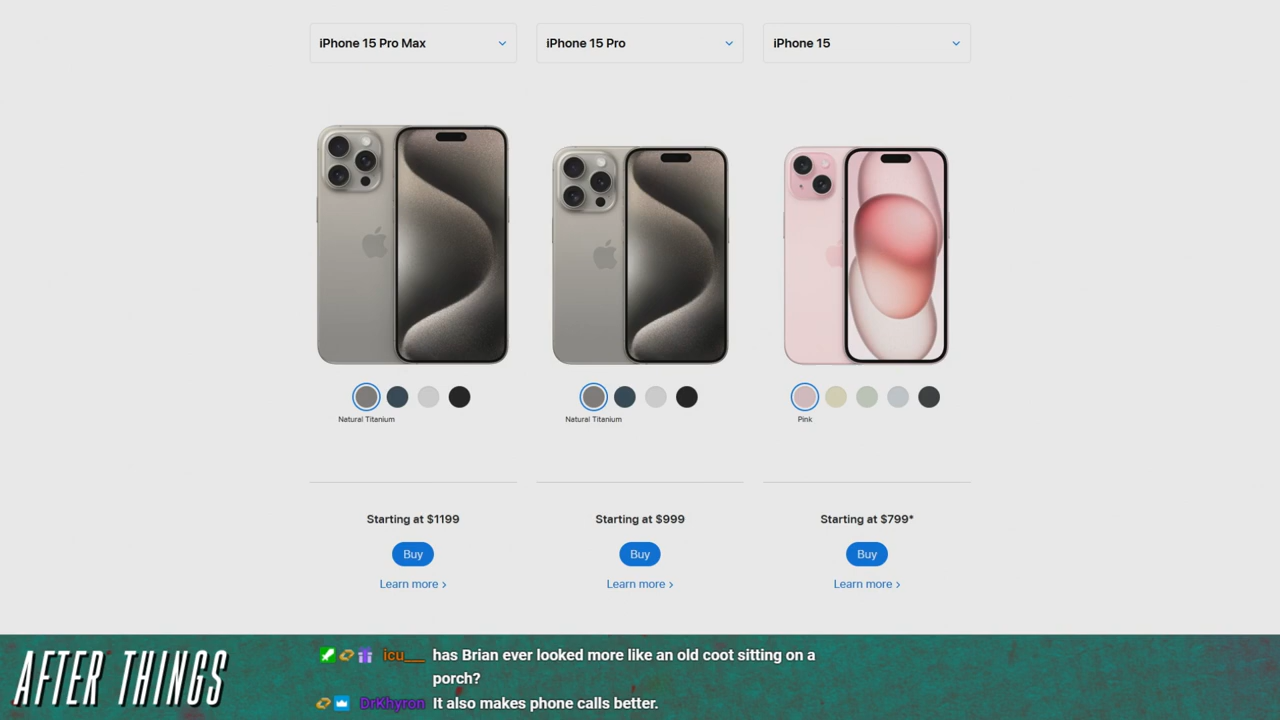 iPhone 15 Pro Max
iPhone 15 Pro
iPhone 15
Natural Titanium
Natural Titanium
Pink
Starting at $1199
Starting at $999
Starting at $799*
Buy
Buy
Buy
Learn more >
Learn more >
Learn more >
AFTER THINGS
icu___ has Brian ever looked more like an old coot sitting on a
porch?
DrKhyron It also makes phone calls better.